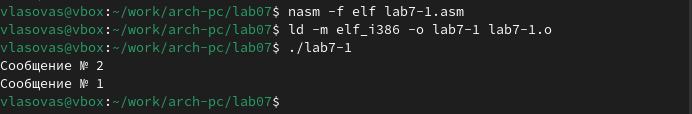 vlasovas@vbox:~/work/arch-pc/lab07$ nasm -f elf lab7-1.asm
vlasovas@vbox:~/work/arch-pc/lab07$ ld -m elf_i386 -o lab7-1 lab7-1.o
vlasovas@vbox:~/work/arch-pc/lab07$ ./lab7-1
Сообщение № 2
Сообщение № 1
vlasovas@vbox:~/work/arch-pc/lab07$